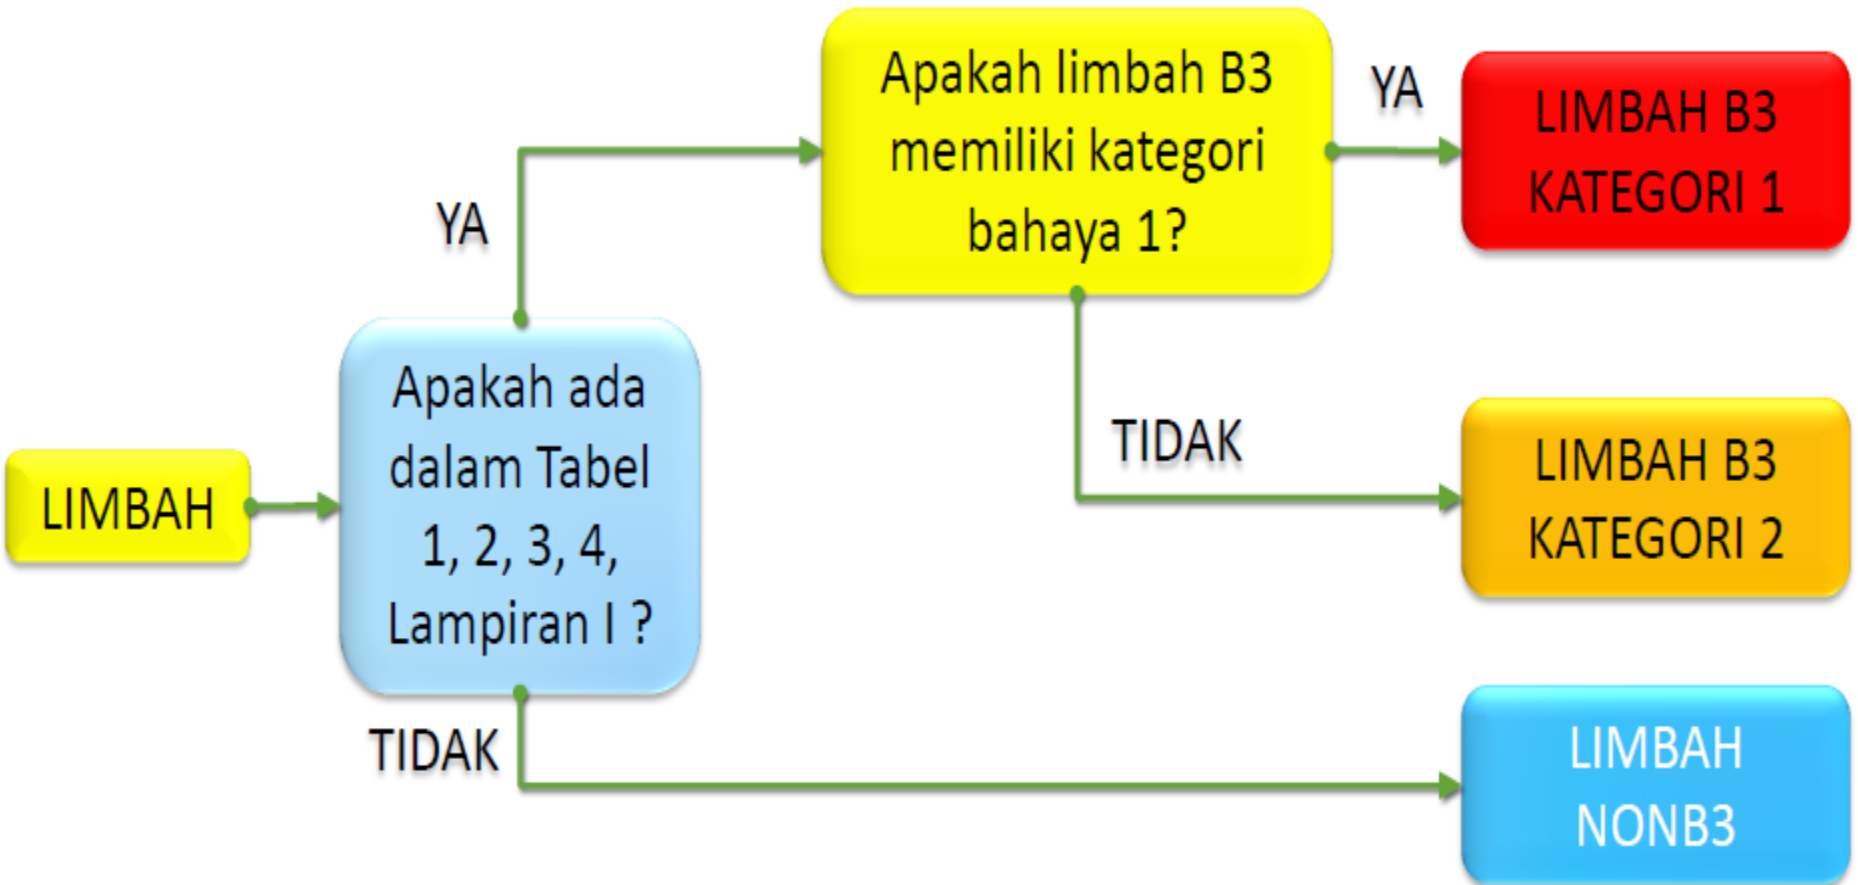 LIMBAH
Apakah ada
dalam Tabel
1, 2, 3, 4,
Lampiran I ?
YA
Apakah limbah B3
memiliki kategori
bahaya 1?
YA
LIMBAH B3
KATEGORI 1
TIDAK
LIMBAH B3
KATEGORI 2
TIDAK
LIMBAH
NONB3